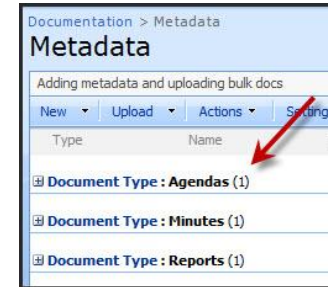 Documentation > Metadata
Metadata
Adding metadata and uploading bulk docs
New Upload Actions Setting
Type Name
Document Type : Agendas (1)
Document Type : Minutes (1)
Document Type : Reports (1)